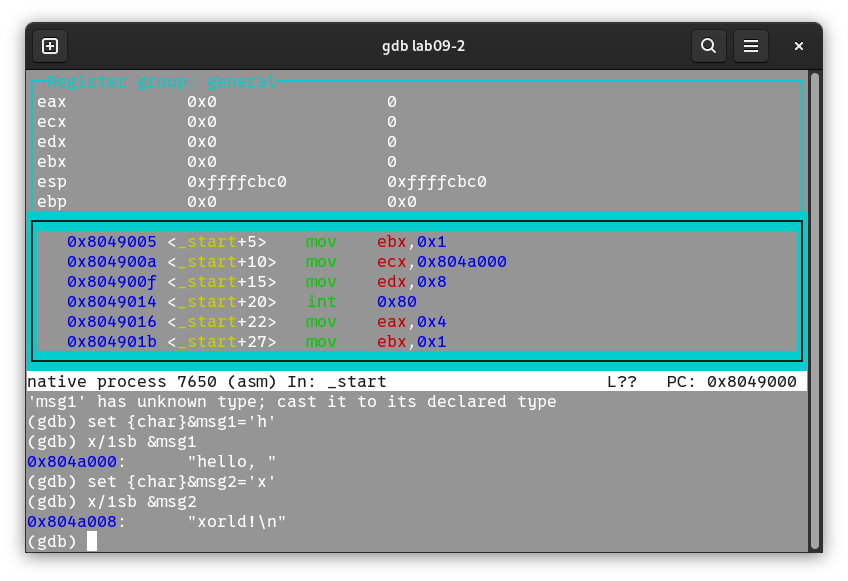 gdb lab09-2
Register group: general
eax 0x0 0
ecx 0x0 0
edx 0x0 0
ebx 0x0 0
esp 0xffffcbc0 0xffffcbc0
ebp 0x0 0x0
0x8049005 <_start+5> mov ebx,0x1
0x804900a <_start+10> mov ecx,0x804a000
0x804900f <_start+15> mov edx,0x8
0x8049014 <_start+20> int 0x80
0x8049016 <_start+22> mov eax,0x4
0x804901b <_start+27> mov ebx,0x1
native process 7650 (asm) In: _start L?? PC: 0x8049000
'msg1' has unknown type; cast it to its declared type
(gdb) set {char}&msg1='h'
(gdb) x/1sb &msg1
0x804a000: "hello, "
(gdb) set {char}&msg2='x'
(gdb) x/1sb &msg2
0x804a008: "xorld!\n"
(gdb)